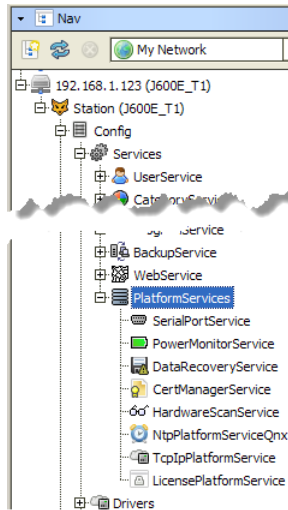 Nav
My Network
192.168.1.123 (J600E_T1)
Station (J600E_T1)
Config
Services
UserService
BackupService
WebService
PlatformServices
SerialPortService
PowerMonitorService
DataRecoveryService
CertManagerService
HardwareScanService
NtpPlatformServiceQnx
TcpIpPlatformService
LicensePlatformService
Drivers